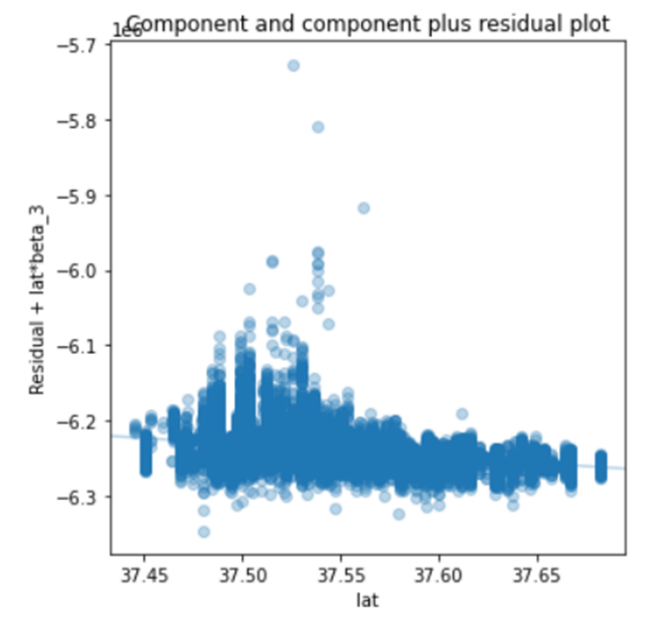 1e6
Component and component plus residual plot
−5.7
−5.8
−5.9
−6.0
−6.1
−6.2
−6.3
Residual + lat*beta_3
37.45 37.50 37.55 37.60 37.65
lat